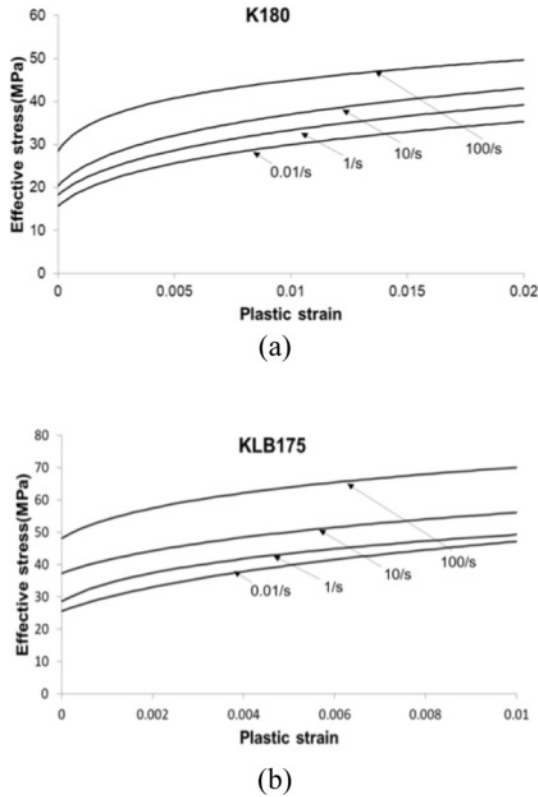 K180
Effective stress(MPa)
60
50
40
30
20
10
0
0 0.005 0.01 0.015 0.02
0.01/s
1/s
10/s
100/s
Plastic strain
(a)
KLB175
Effective stress(MPa)
80
70
60
50
40
30
20
10
0
0 0.002 0.004 0.006 0.008 0.01
0.01/s
1/s
10/s
100/s
Plastic strain
(b)